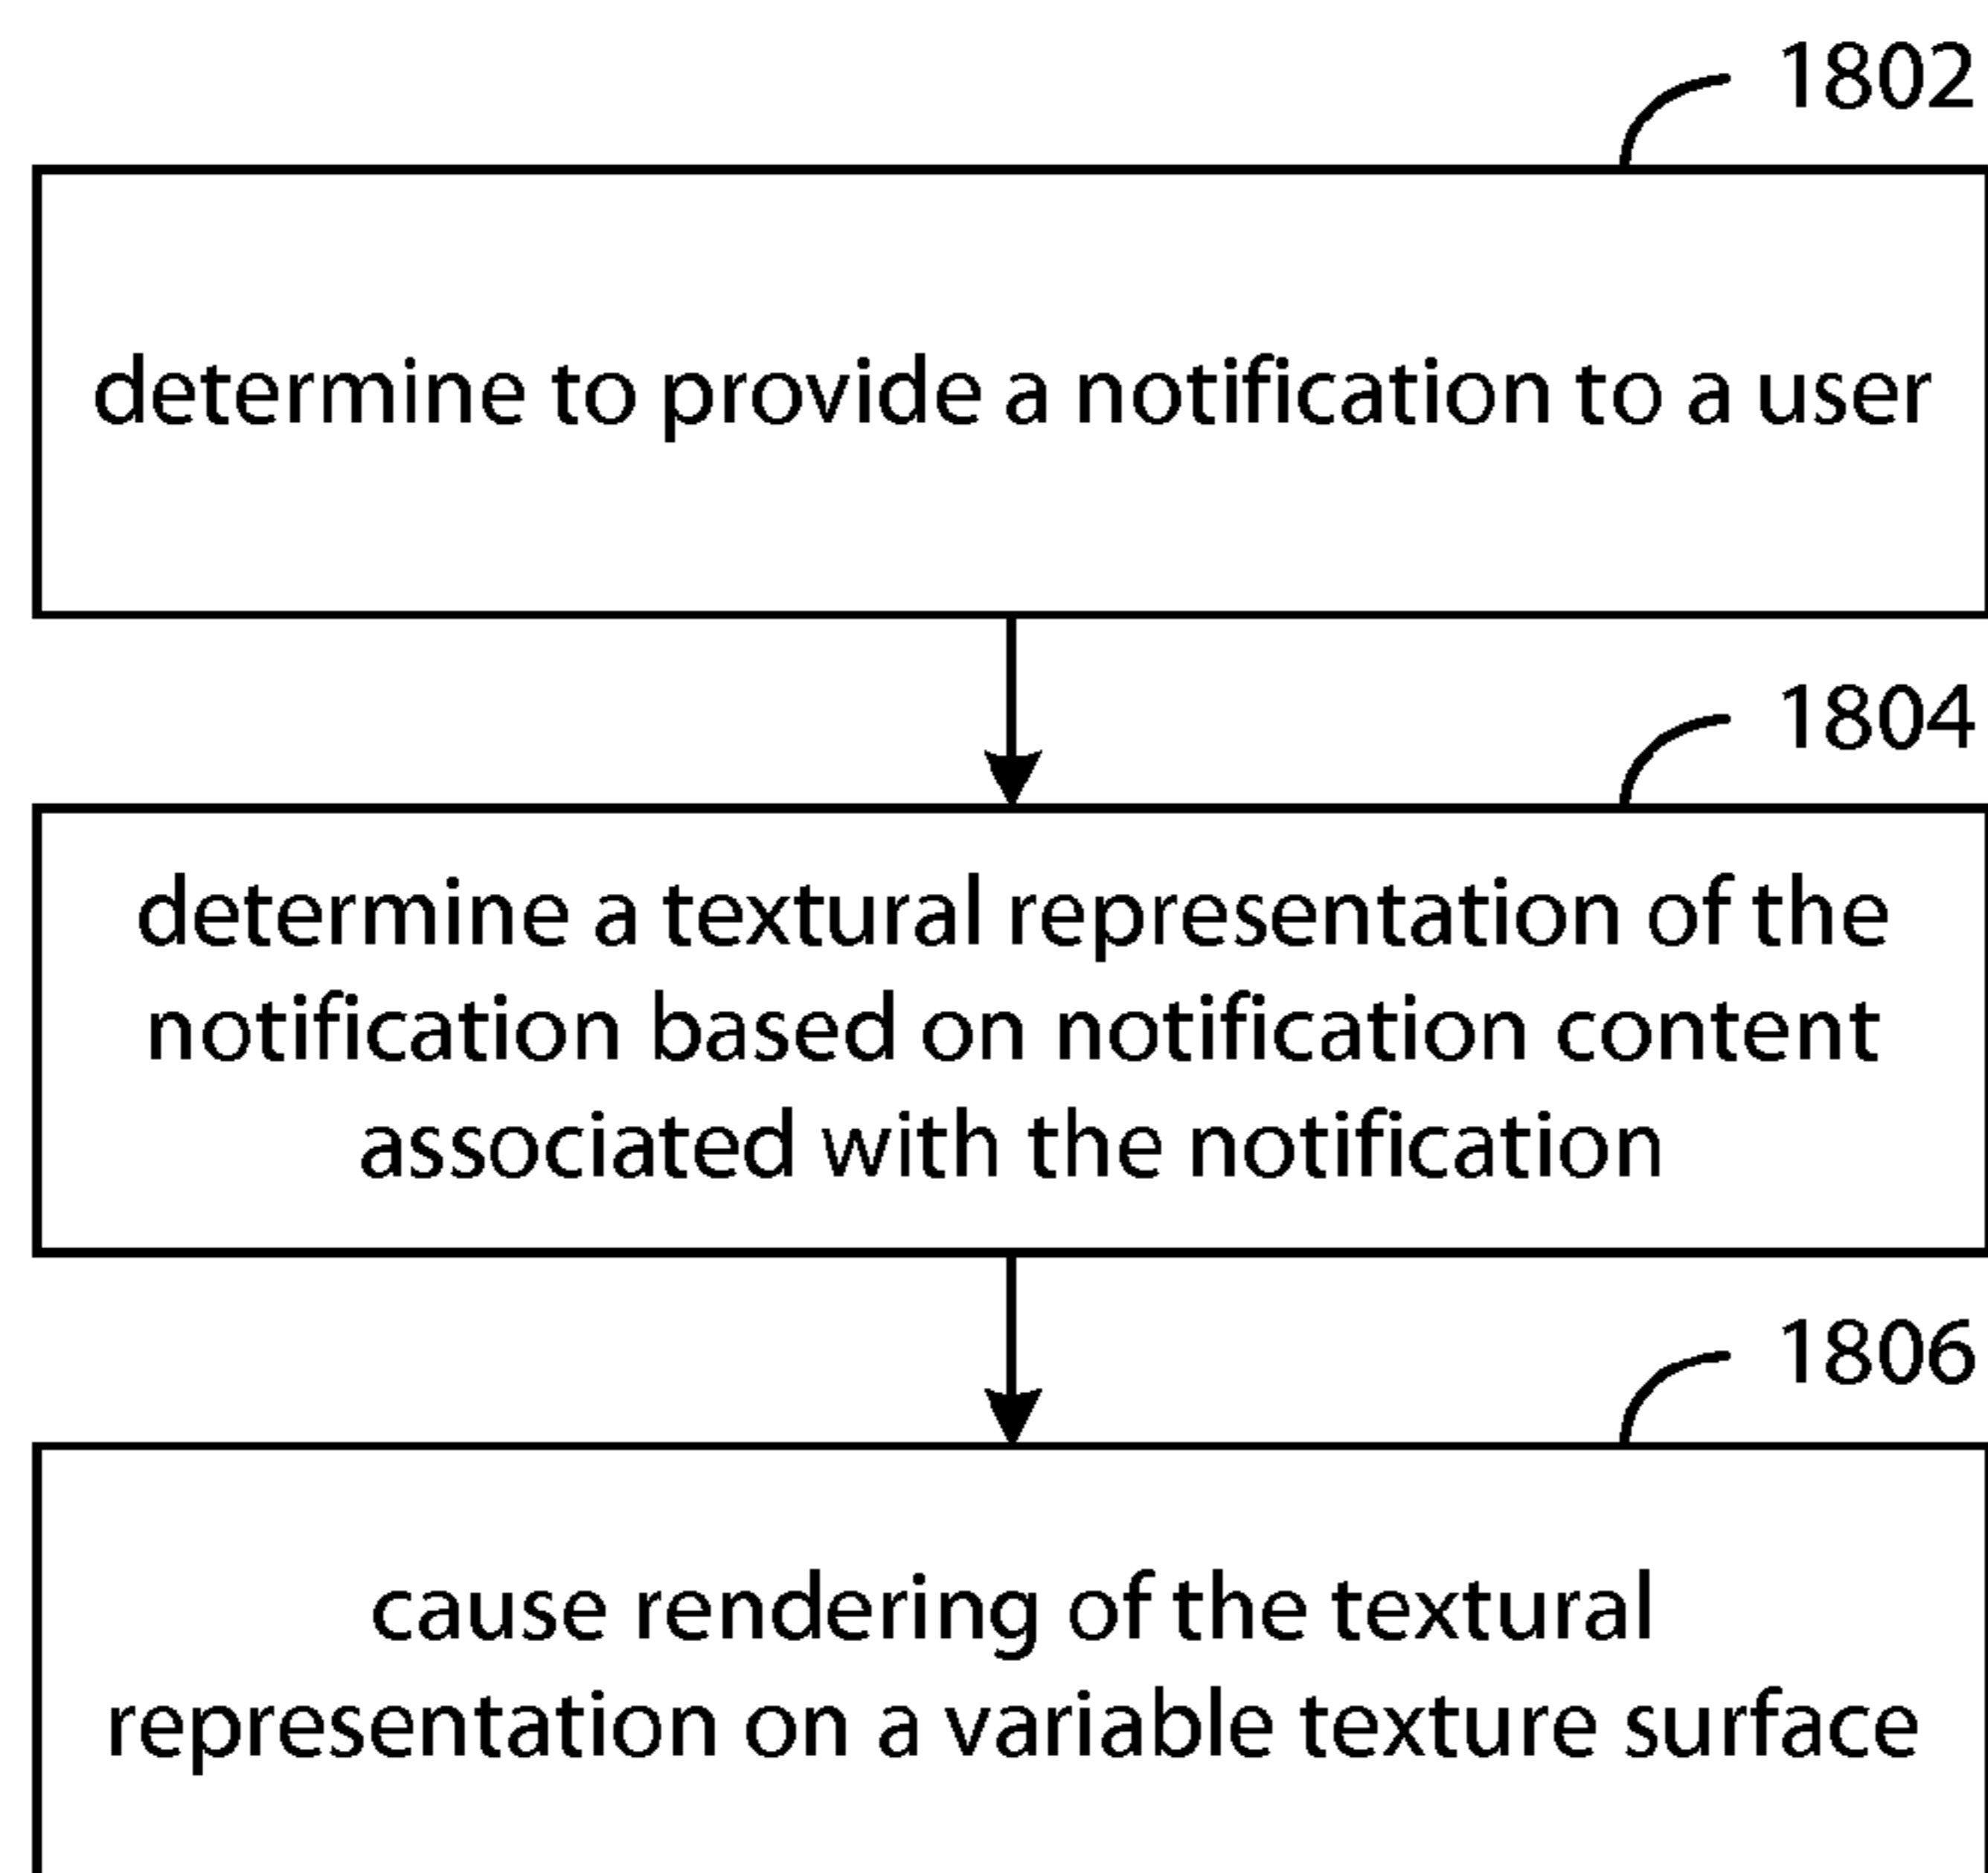 1802
determine to provide a notification to a user
1804
determine a textural representation of the
notification based on notification content
associated with the notification
1806
cause rendering of the textural
representation on a variable texture surface